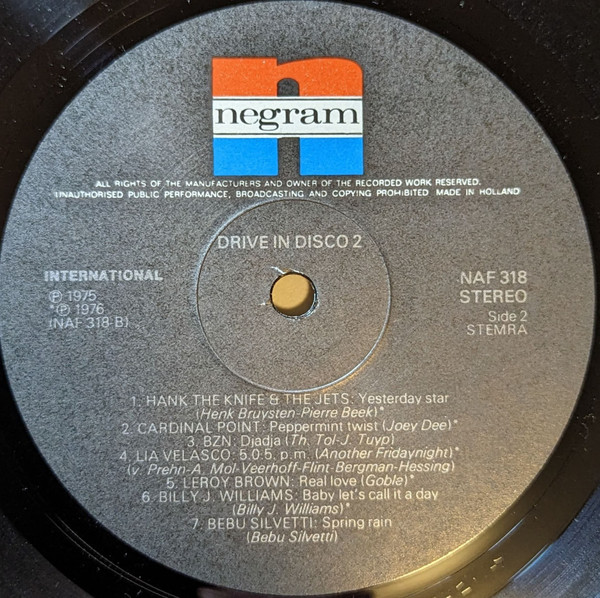 negram
ALL RIGHTS OF THE MANUFACTURERS AND OWNER OF THE RECORDED WORK RESERVED.
UNAUTHORISED PUBLIC PERFORMANCE, BROADCASTING AND COPYING PROHIBITED MADE IN HOLLAND
DRIVE IN DISCO 2
INTERNATIONAL
℗ 1975
*℗ 1976
(NAF 318-B)
NAF 318
STEREO
Side 2
STEMRA
1. HANK THE KNIFE & THE JETS: Yesterday star
(Henk Bruysten-Pierre Beek)*
2. CARDINAL POINT: Peppermint twist (Joey Dee)*
3. BZN: Djadja (Th. Tol-J. Tuyp)
4. LIA VELASCO: 5.05. p.m. (Another Fridaynight)*
(v Prehn-A. Mol-Veerhoff-Flint-Bergman-Hessing)
5. LEROY BROWN: Real love (Goble)*
6. BILLY J. WILLIAMS: Baby let's call it a day
(Billy J. Williams)*
7. BEBU SILVETTI: Spring rain
(Bebu Silvetti)